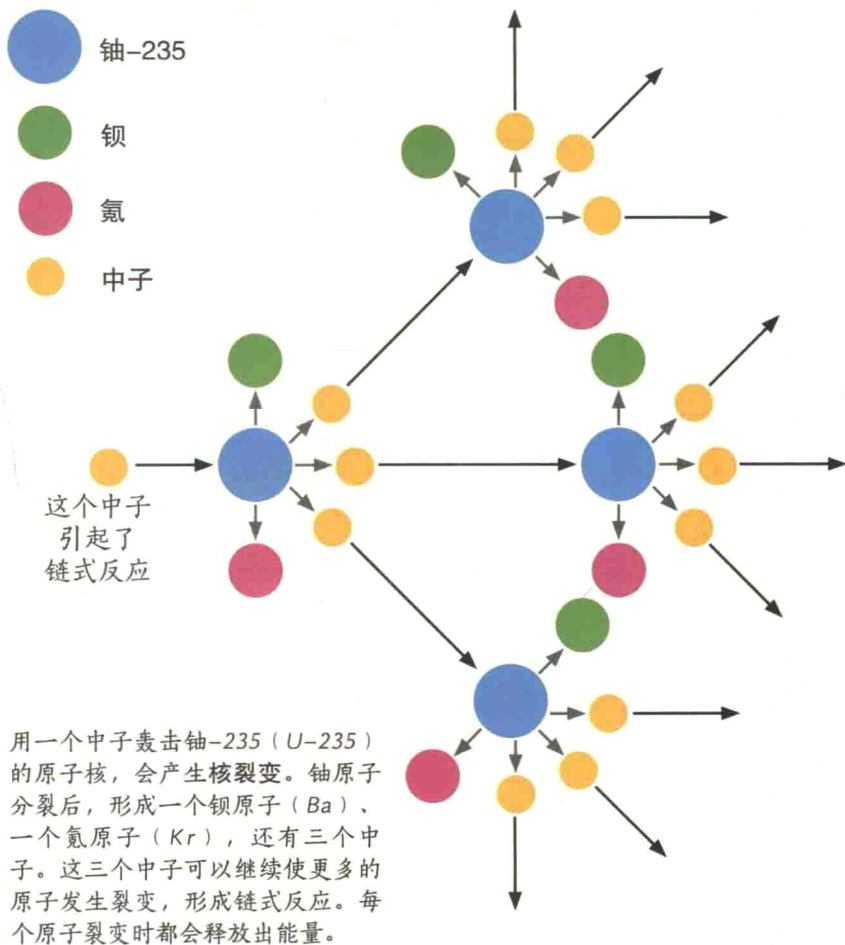 铀-235
钡
氪
中子
这个中子
引起了
链式反应
用一个中子轰击铀-235（U-235）
的原子核，会产生核裂变。铀原子
分裂后，形成一个钡原子（Ba）、
一个氪原子（Kr），还有三个中
子。这三个中子可以继续使更多的
原子发生裂变，形成链式反应。每
个原子裂变时都会释放出能量。